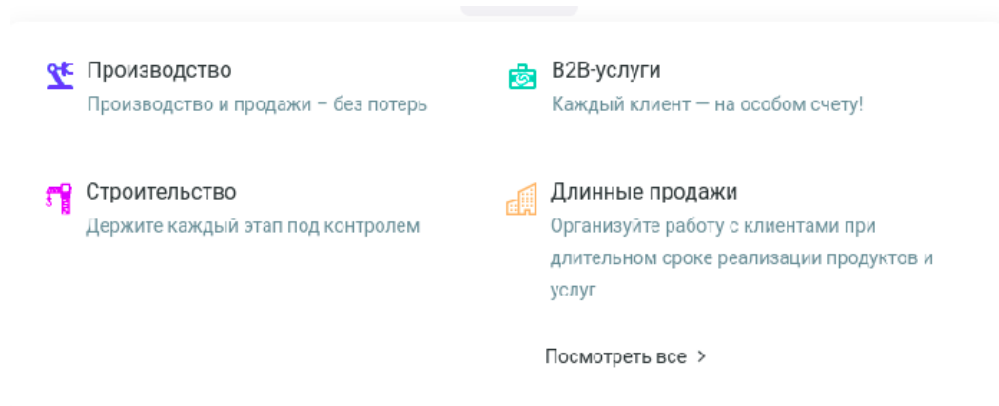 Производство
Производство и продажи – без потерь
B2B-услуги
Каждый клиент — на особом счету!
Строительство
Держите каждый этап под контролем
Длинные продажи
Организуйте работу с клиентами при
длительном сроке реализации продуктов и
услуг
Посмотреть все >